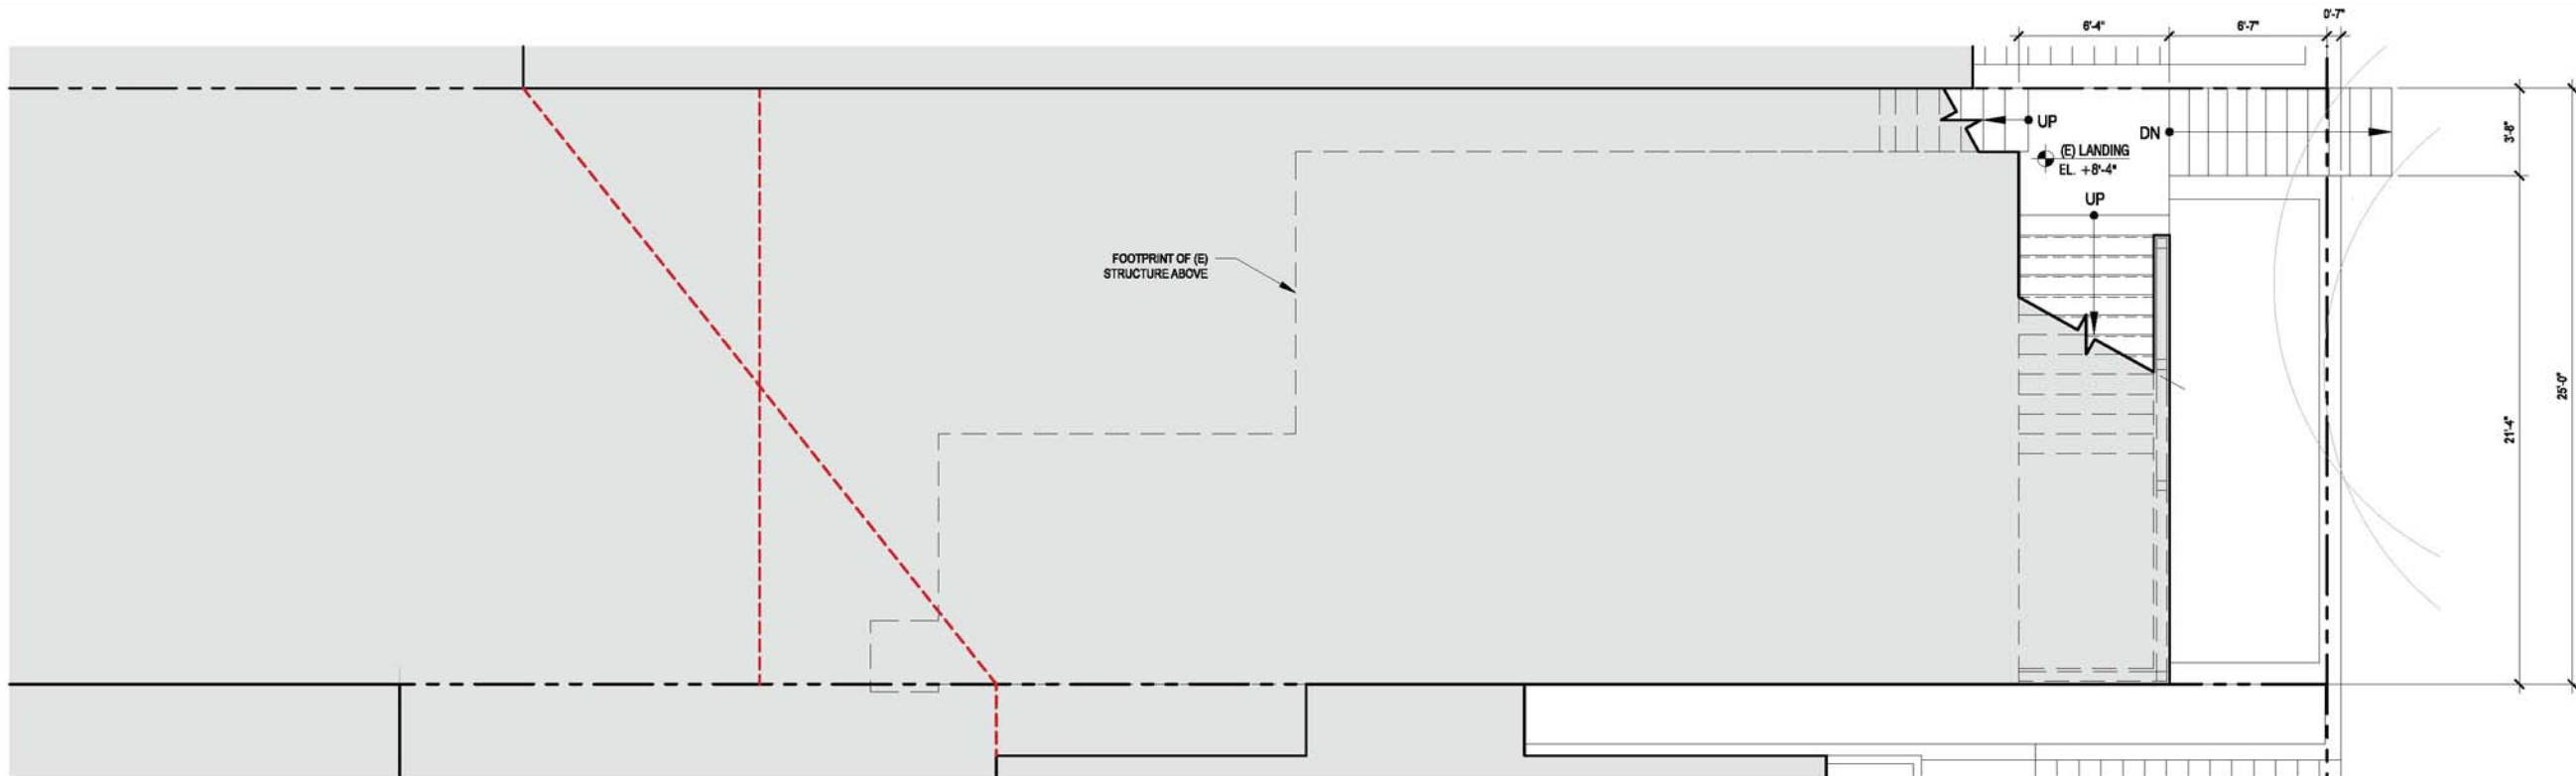 0'-7"
6'-4"
6'-7"
UP
DN
(E) LANDING
EL. +8'-4"
3'-8"
UP
FOOTPRINT OF (E)
STRUCTURE ABOVE
25'-0"
21'-4"